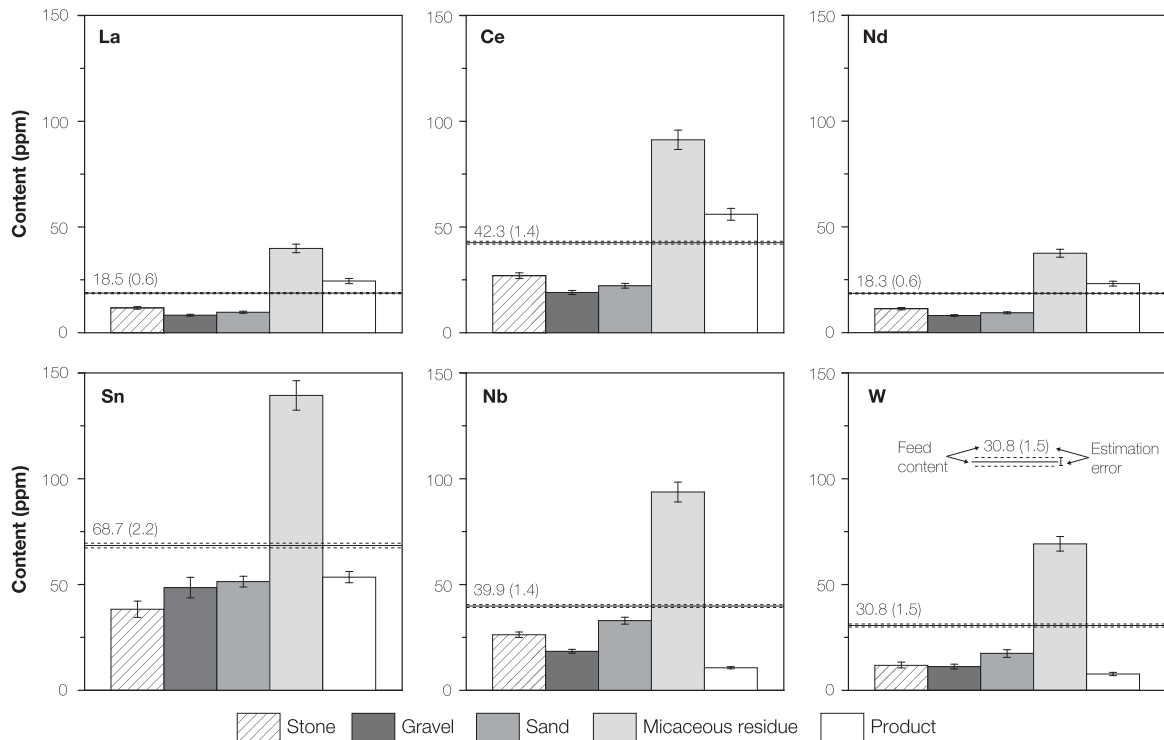 150
La
100
50
0
Content (ppm)
18.5 (0.6)
150
Ce
100
50
0
42.3 (1.4)
150
Nd
100
50
0
18.3 (0.6)
150
Sn
100
50
0
Content (ppm)
68.7 (2.2)
150
Nb
100
50
0
39.9 (1.4)
150
W
100
50
0
Feed
content
30.8 (1.5)
Estimation
error
30.8 (1.5)
Stone
Gravel
Sand
Micaceous residue
Product